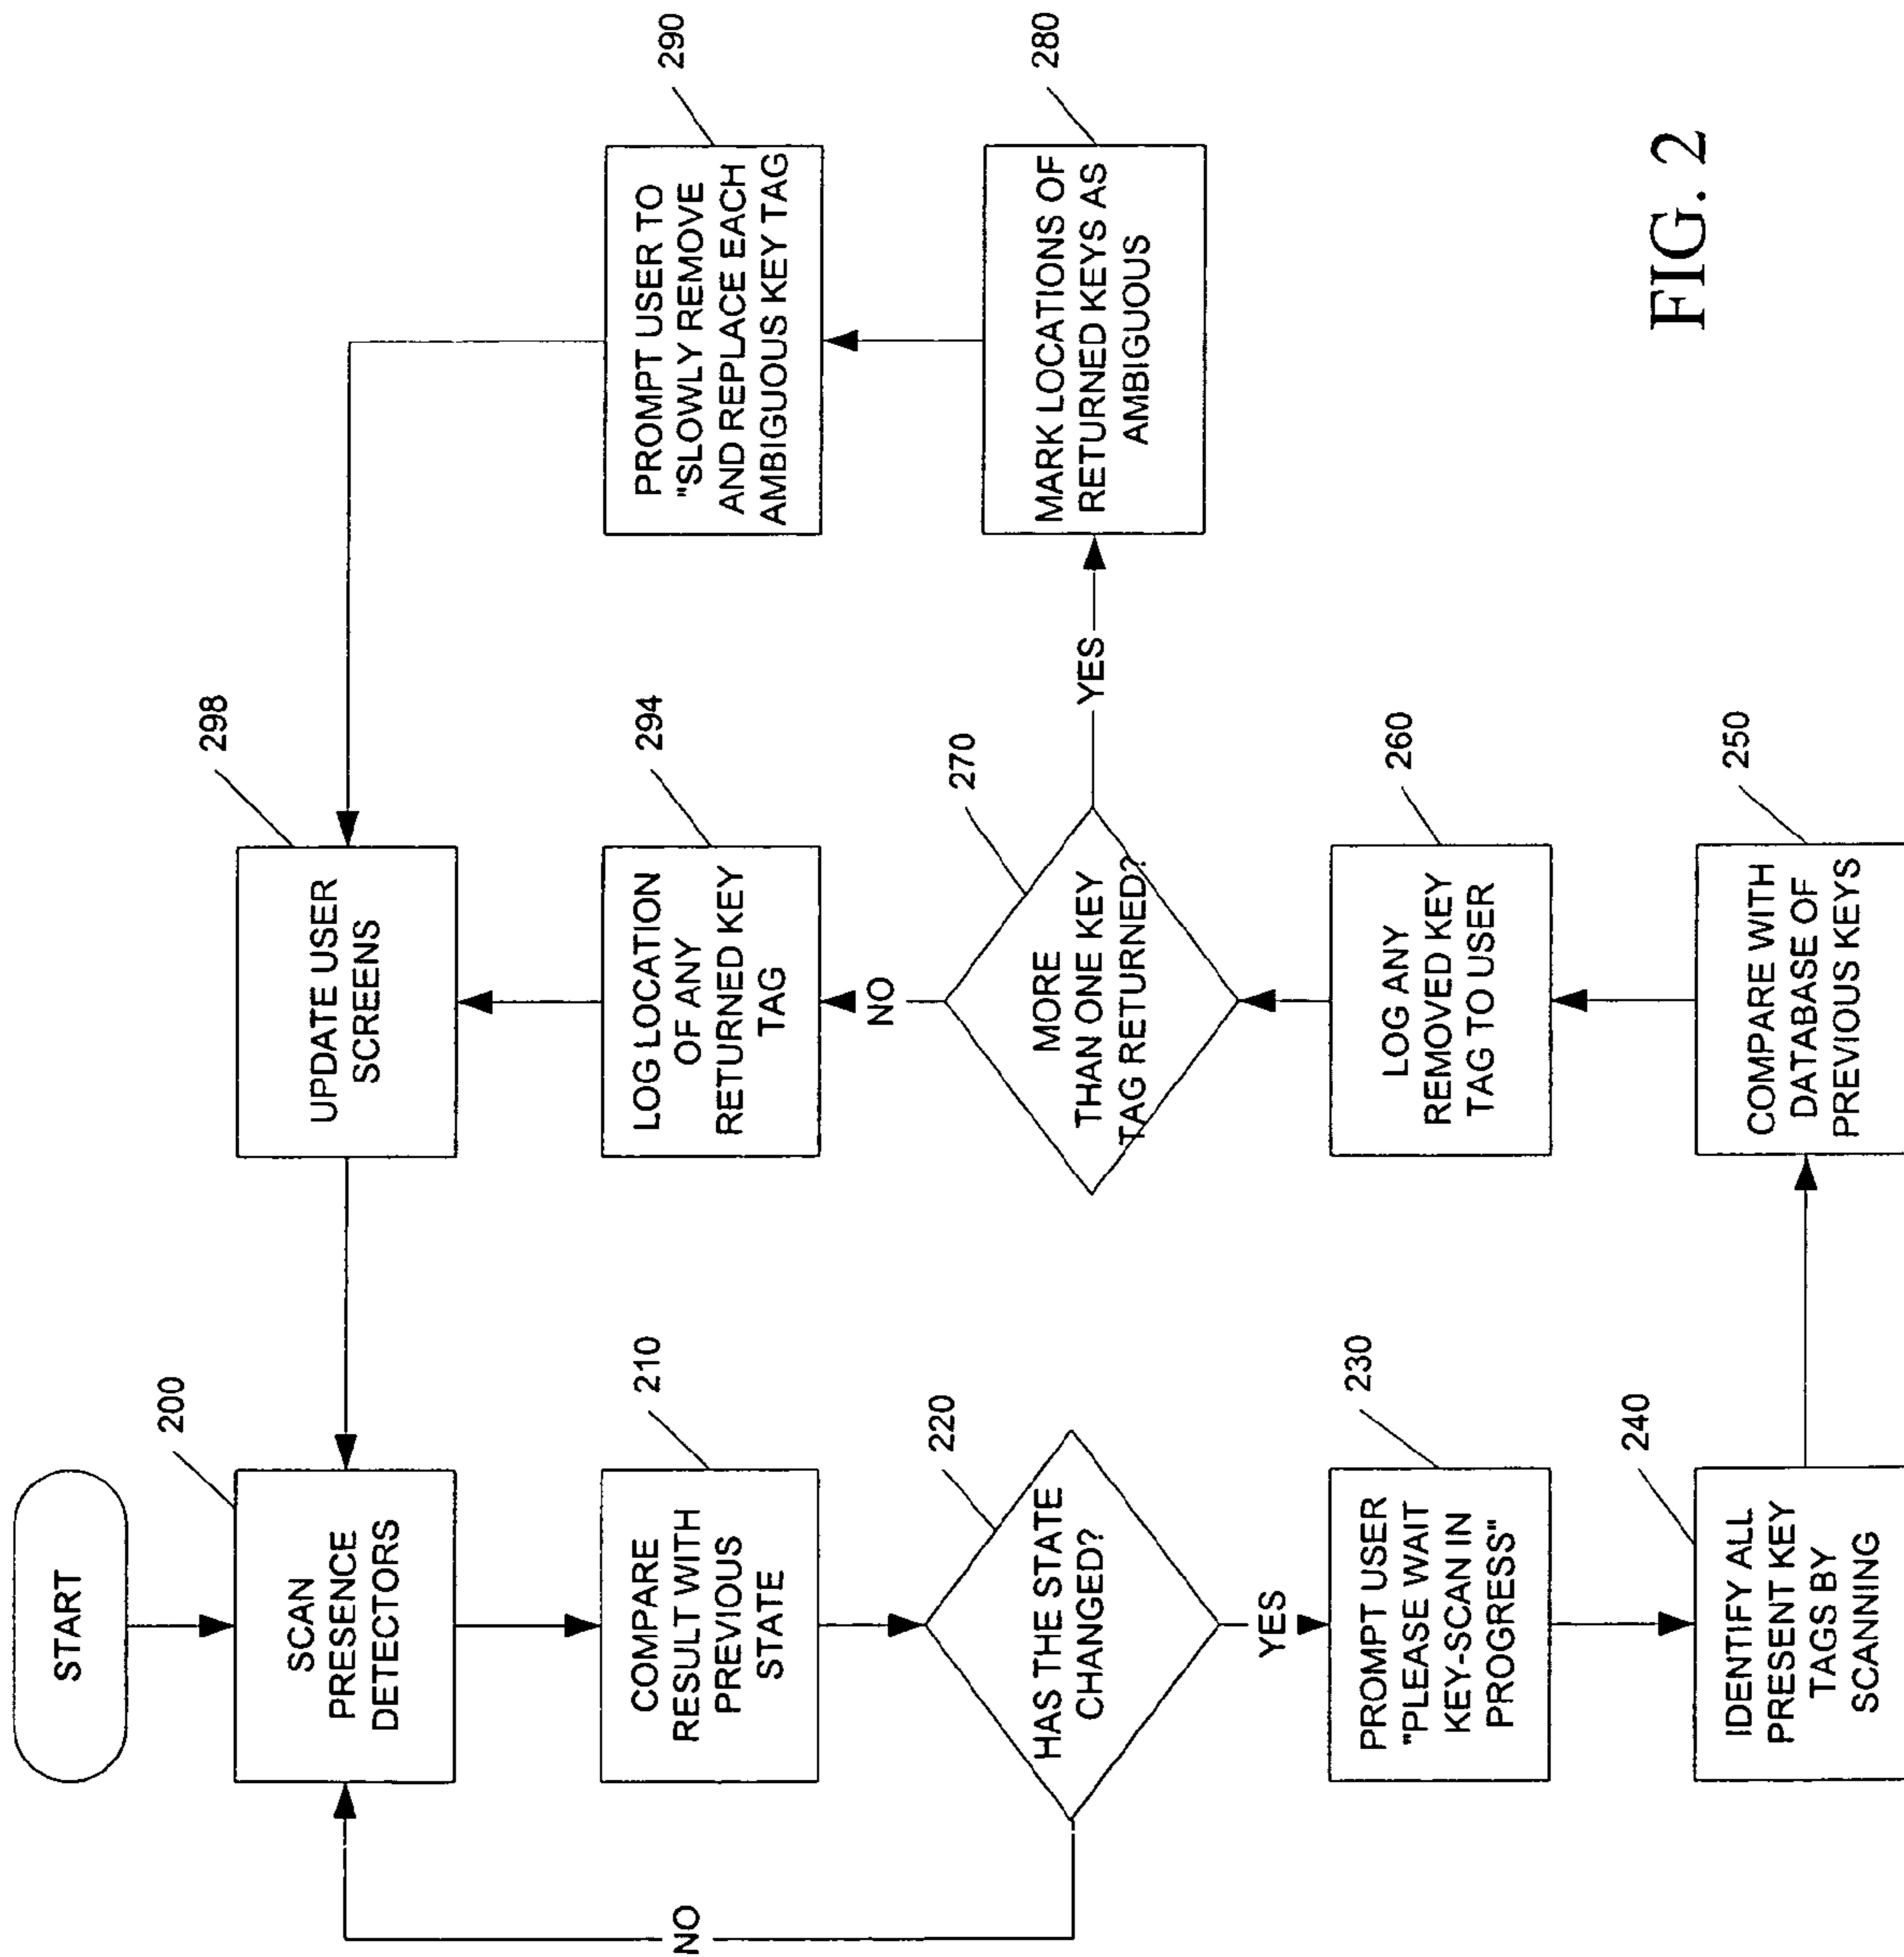 START
200
SCAN
PRESENCE
DETECTORS
210
COMPARE
RESULT WITH
PREVIOUS
STATE
220
HAS THE STATE
CHANGED?
NO
YES
230
PROMPT USER
"PLEASE WAIT
KEY-SCAN IN
PROGRESS"
240
IDENTIFY ALL
PRESENT KEY
TAGS BY
SCANNING
250
COMPARE WITH
DATABASE OF
PREVIOUS KEYS
260
LOG ANY
REMOVED KEY
TAG TO USER
270
MORE
THAN ONE KEY
TAG RETURNED?
NO
YES
280
MARK LOCATIONS OF
RETURNED KEYS AS
AMBIGUOUS
290
PROMPT USER TO
"SLOWLY REMOVE
AND REPLACE EACH
AMBIGUOUS KEY TAG
294
LOG LOCATION
OF ANY
RETURNED KEY
TAG
298
UPDATE USER
SCREENS
FIG. 2